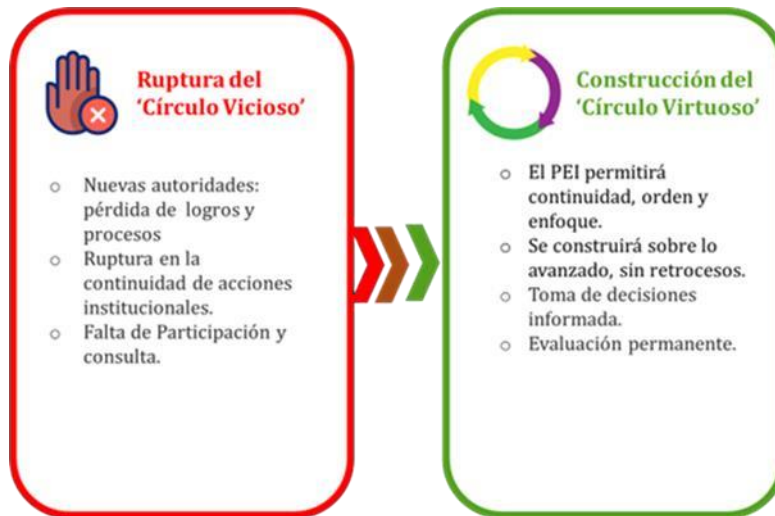 Ruptura del
‘Círculo Vicioso’
o Nuevas autoridades:
pérdida de logros y
procesos
o Ruptura en la
continuidad de acciones
institucionales.
o Falta de Participación y
consulta.
Construcción del
‘Círculo Virtuoso’
o El PEI permitirá
continuidad, orden y
enfoque.
o Se construirá sobre lo
avanzado, sin retrocesos.
o Toma de decisiones
informada.
o Evaluación permanente.